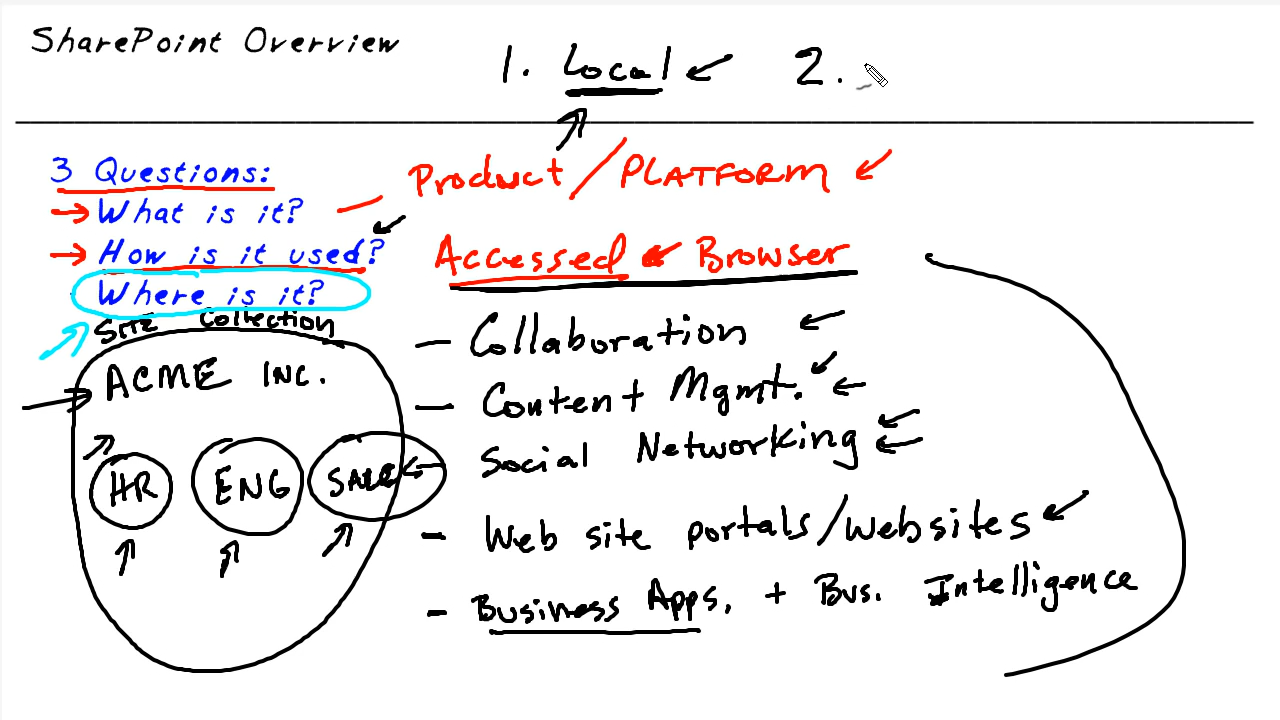 SharePoint Overview
1. Local 2.
3 Questions:
What is it?
How is it used?
Where is it?
Product/PLATFORM
Accessed Browser
Site Collection
ACME INC.
HR ENG SALES
- Collaboration
- Content Mgmt.
- Social Networking
- Web site portals/websites
- Business Apps. + Bus. Intelligence